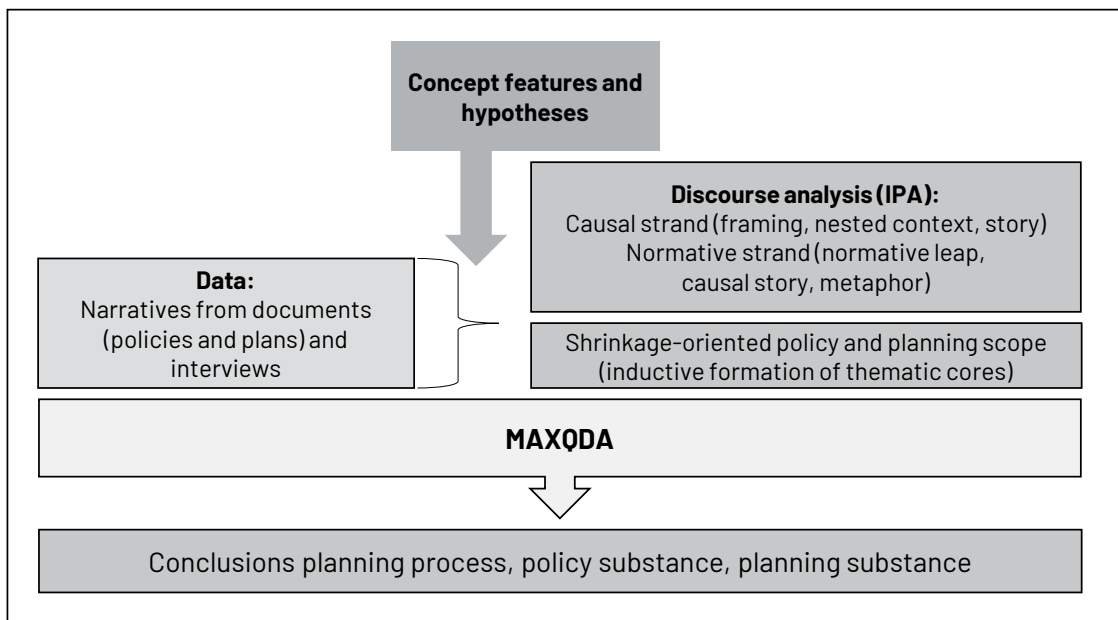 Concept features and
hypotheses
Discourse analysis (IPA):
Causal strand (framing, nested context, story)
Normative strand (normative leap,
causal story, metaphor)
Data:
Narratives from documents
(policies and plans) and
interviews
Shrinkage-oriented policy and planning scope
(inductive formation of thematic cores)
MAXQDA
Conclusions planning process, policy substance, planning substance